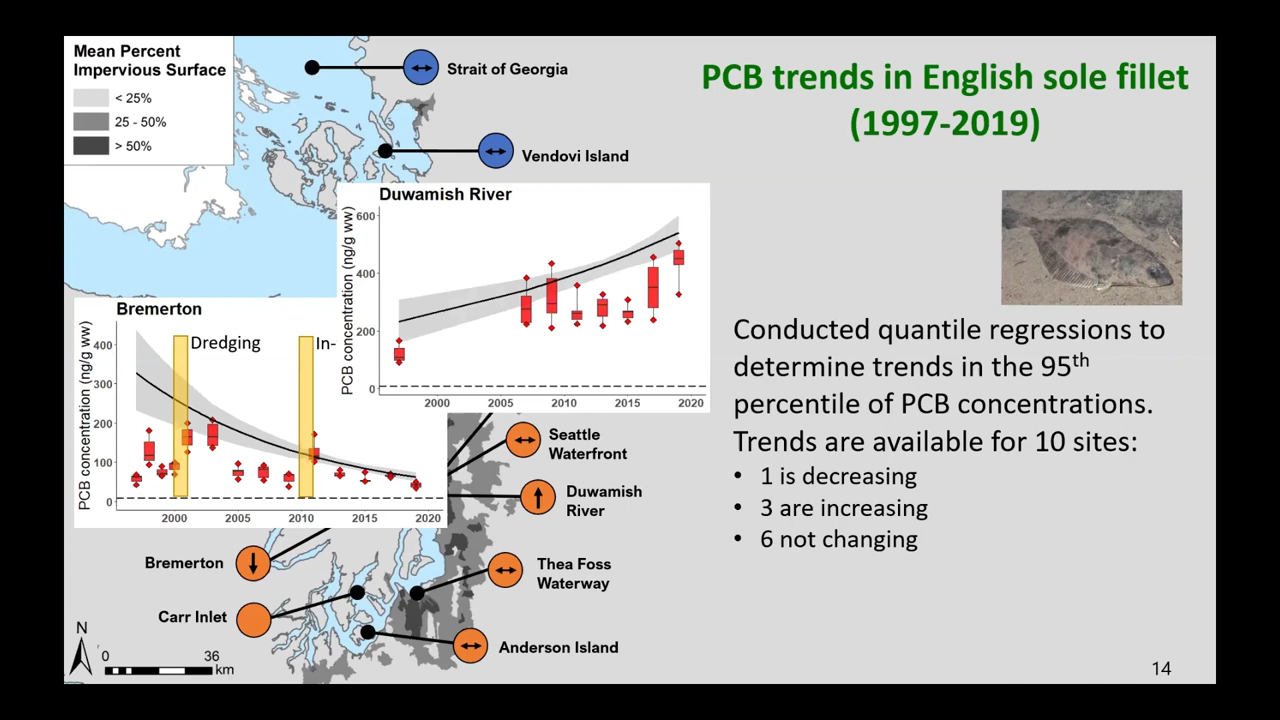 Mean Percent
Impervious Surface
< 25%
25 - 50%
> 50%
Strait of Georgia
Vendovi Island
PCB trends in English sole fillet
(1997-2019)
Duwamish River
PCB concentration (ng/g ww)
600
400
200
0
2000
2005
2010
2015
2020
Bremerton
Dredging
In-
PCB concentration (ng/g ww)
400
300
200
100
0
2000
2005
2010
2015
2020
Conducted quantile regressions to
determine trends in the 95th
percentile of PCB concentrations.
Trends are available for 10 sites:
• 1 is decreasing
• 3 are increasing
• 6 not changing
Seattle
Waterfront
Duwamish
River
Bremerton
Thea Foss
Waterway
Carr Inlet
Anderson Island
N
0
36
km
14